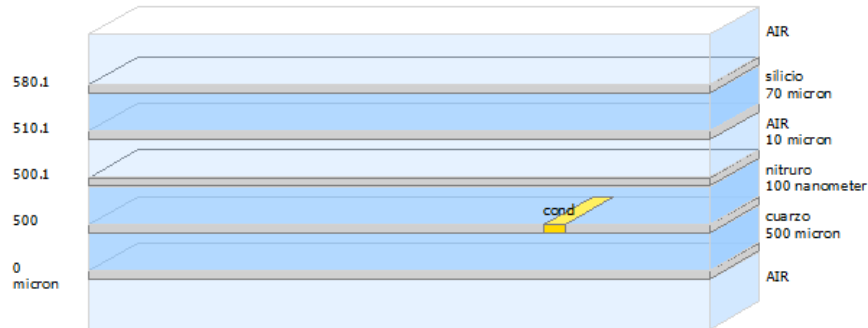 AIR
580.1
silicio
70 micron
510.1
AIR
10 micron
500.1
nitruro
100 nanometer
cond
500
cuarzo
500 micron
0
micron
AIR